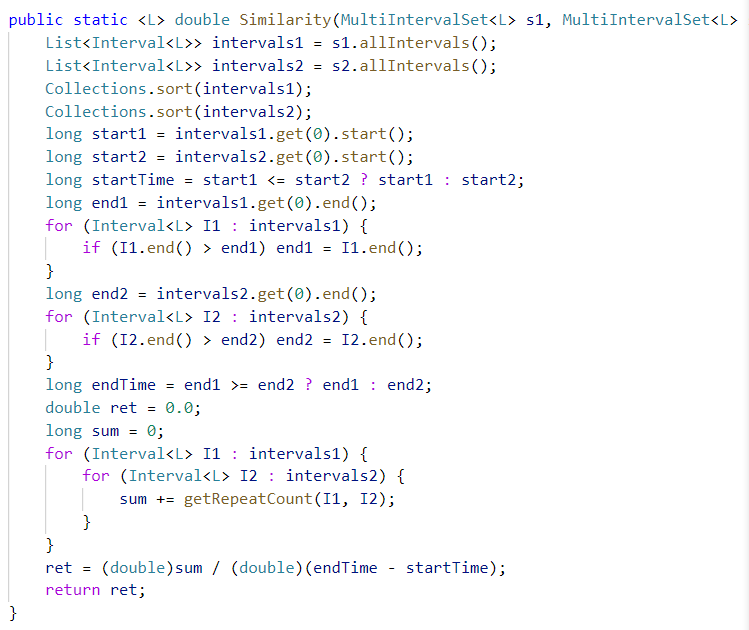 public static <L> double Similarity(MultiIntervalSet<L> s1, MultiIntervalSet<L>
    List<Interval<L>> intervals1 = s1.allIntervals();
    List<Interval<L>> intervals2 = s2.allIntervals();
    Collections.sort(intervals1);
    Collections.sort(intervals2);
    long start1 = intervals1.get(0).start();
    long start2 = intervals2.get(0).start();
    long startTime = start1 <= start2 ? start1 : start2;
    long end1 = intervals1.get(0).end();
    for (Interval<L> I1 : intervals1) {
        if (I1.end() > end1) end1 = I1.end();
    }
    long end2 = intervals2.get(0).end();
    for (Interval<L> I2 : intervals2) {
        if (I2.end() > end2) end2 = I2.end();
    }
    long endTime = end1 >= end2 ? end1 : end2;
    double ret = 0.0;
    long sum = 0;
    for (Interval<L> I1 : intervals1) {
        for (Interval<L> I2 : intervals2) {
            sum += getRepeatCount(I1, I2);
        }
    }
    ret = (double)sum / (double)(endTime - startTime);
    return ret;
}